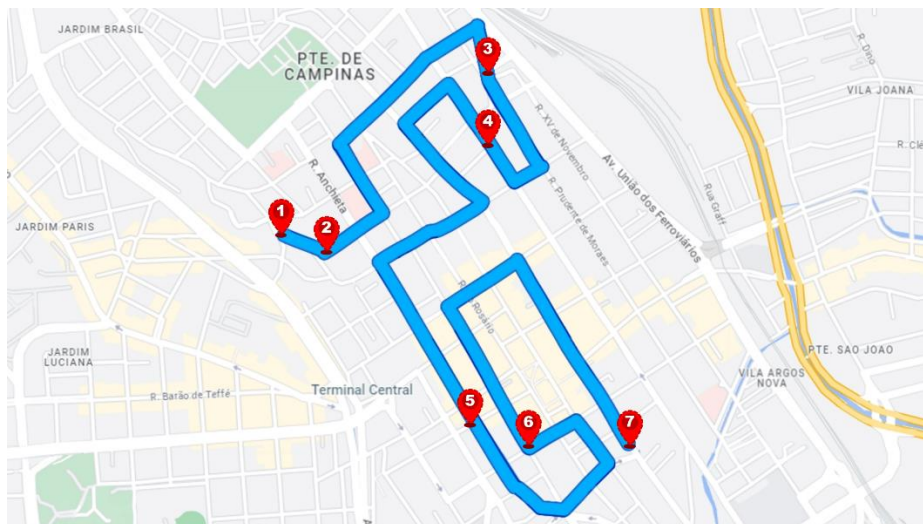 JARDIM BRASIL
PTE. DE
CAMPINAS
3
R. Dino
VILA JOANA
4
R. XV de Novembro
R. Clé
Av. União dos Ferroviários
R. Anchieta
R. Prudente de Moraes
Rua Graff
1
2
JARDIM PARIS
Rosário
JARDIM
LUCIANA
PTE. SAO JOAO
VILA ARGOS
NOVA
Terminal Central
R. Barão de Teffé
5
6
7